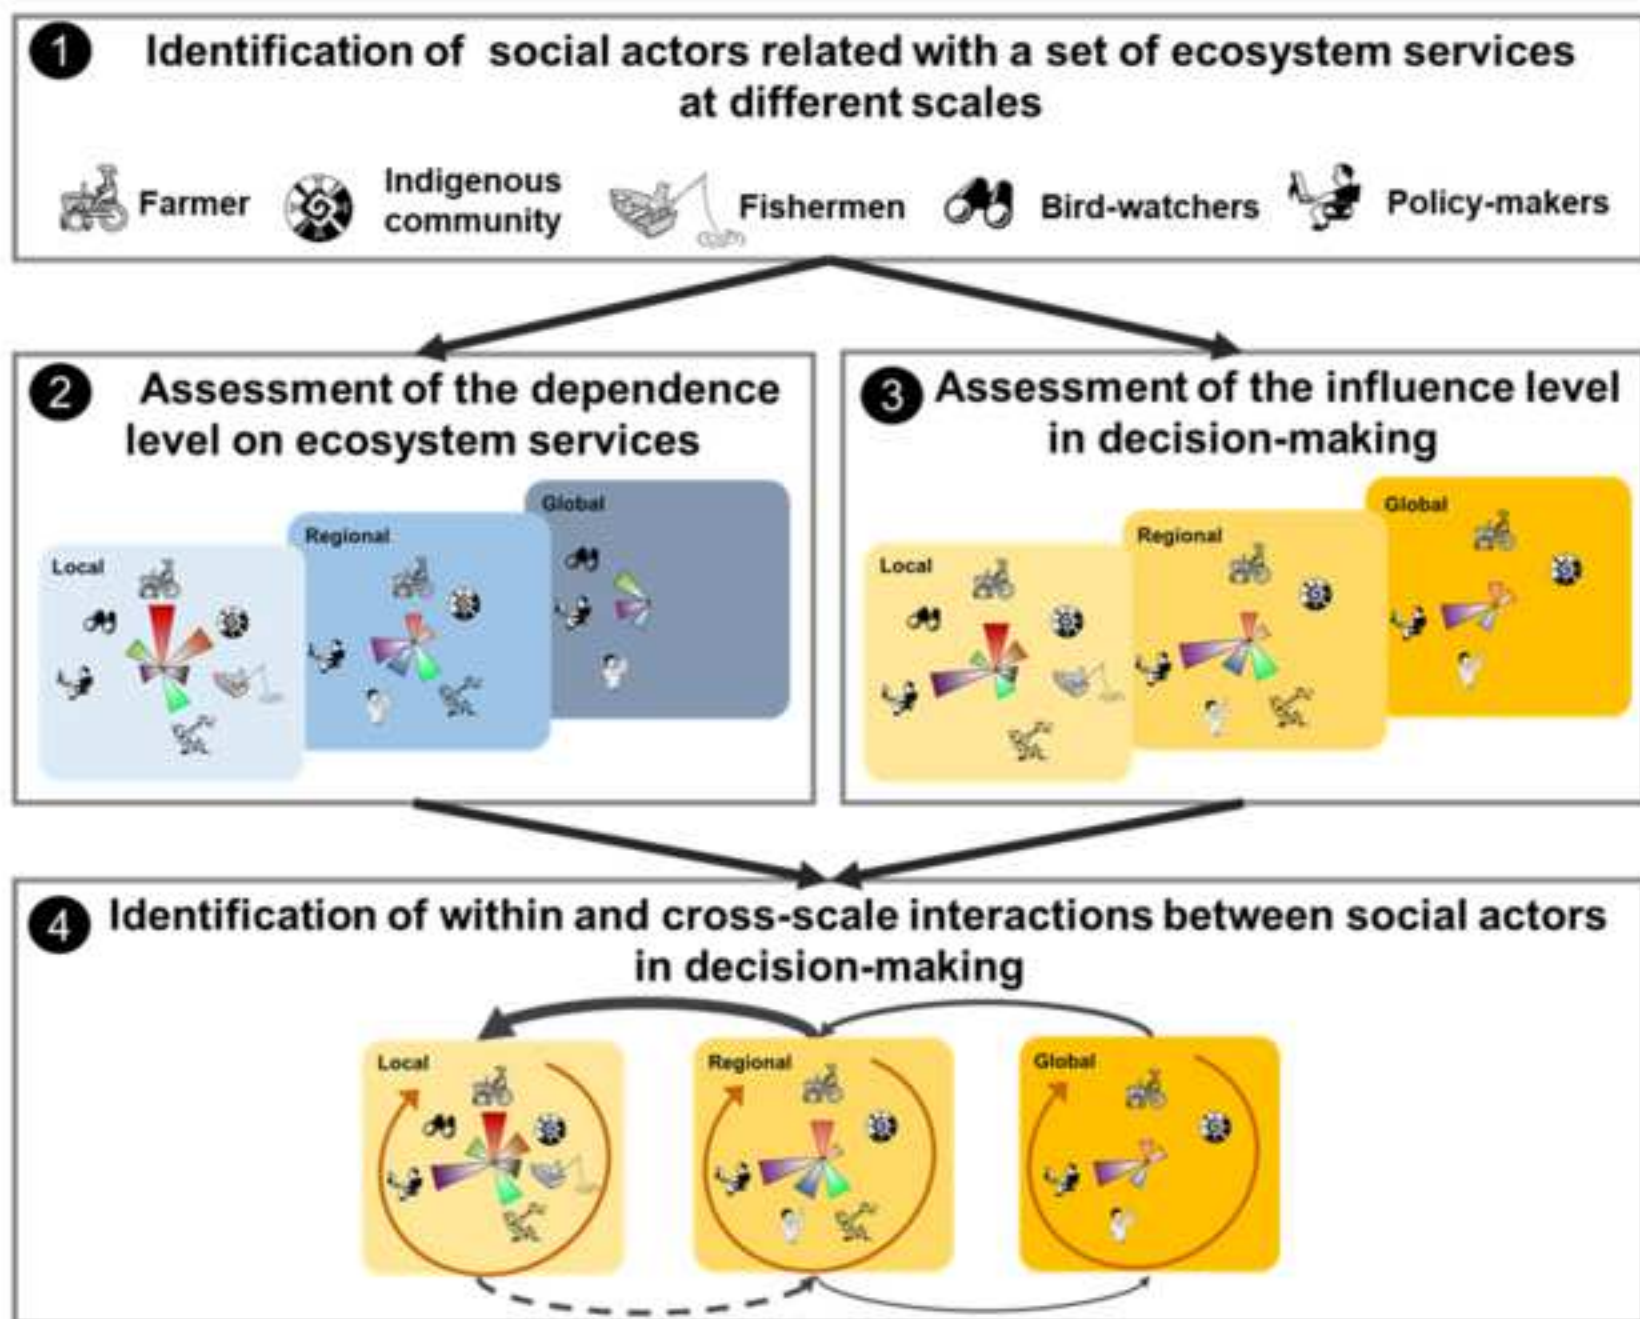 1
Identification of social actors related with a set of ecosystem services
at different scales
Farmer
Indigenous
community
Fishermen
Bird-watchers
Policy-makers
2
Assessment of the dependence
level on ecosystem services
Local
Regional
Global
3
Assessment of the influence level
in decision-making
Local
Regional
Global
4
Identification of within and cross-scale interactions between social actors
in decision-making
Local
Regional
Global